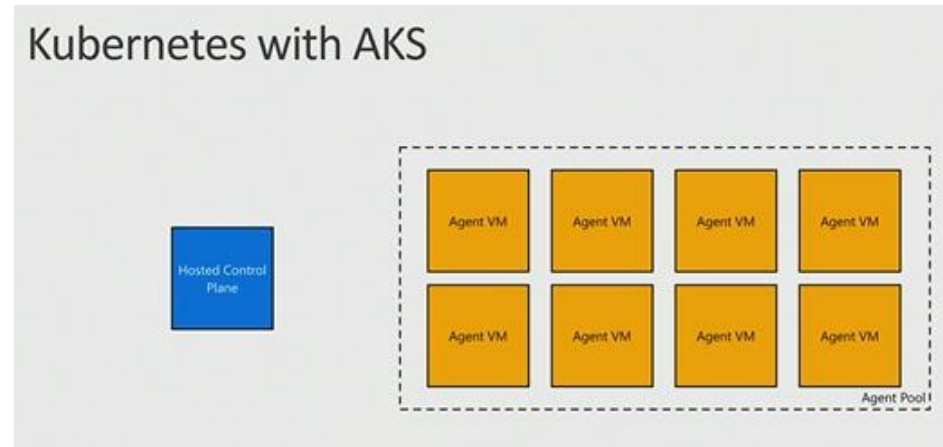 Kubernetes with AKS
Agent VM Agent VM Agent VM Agent VM
Hosted Control
Plane
Agent VM Agent VM Agent VM Agent VM
Agent Pool